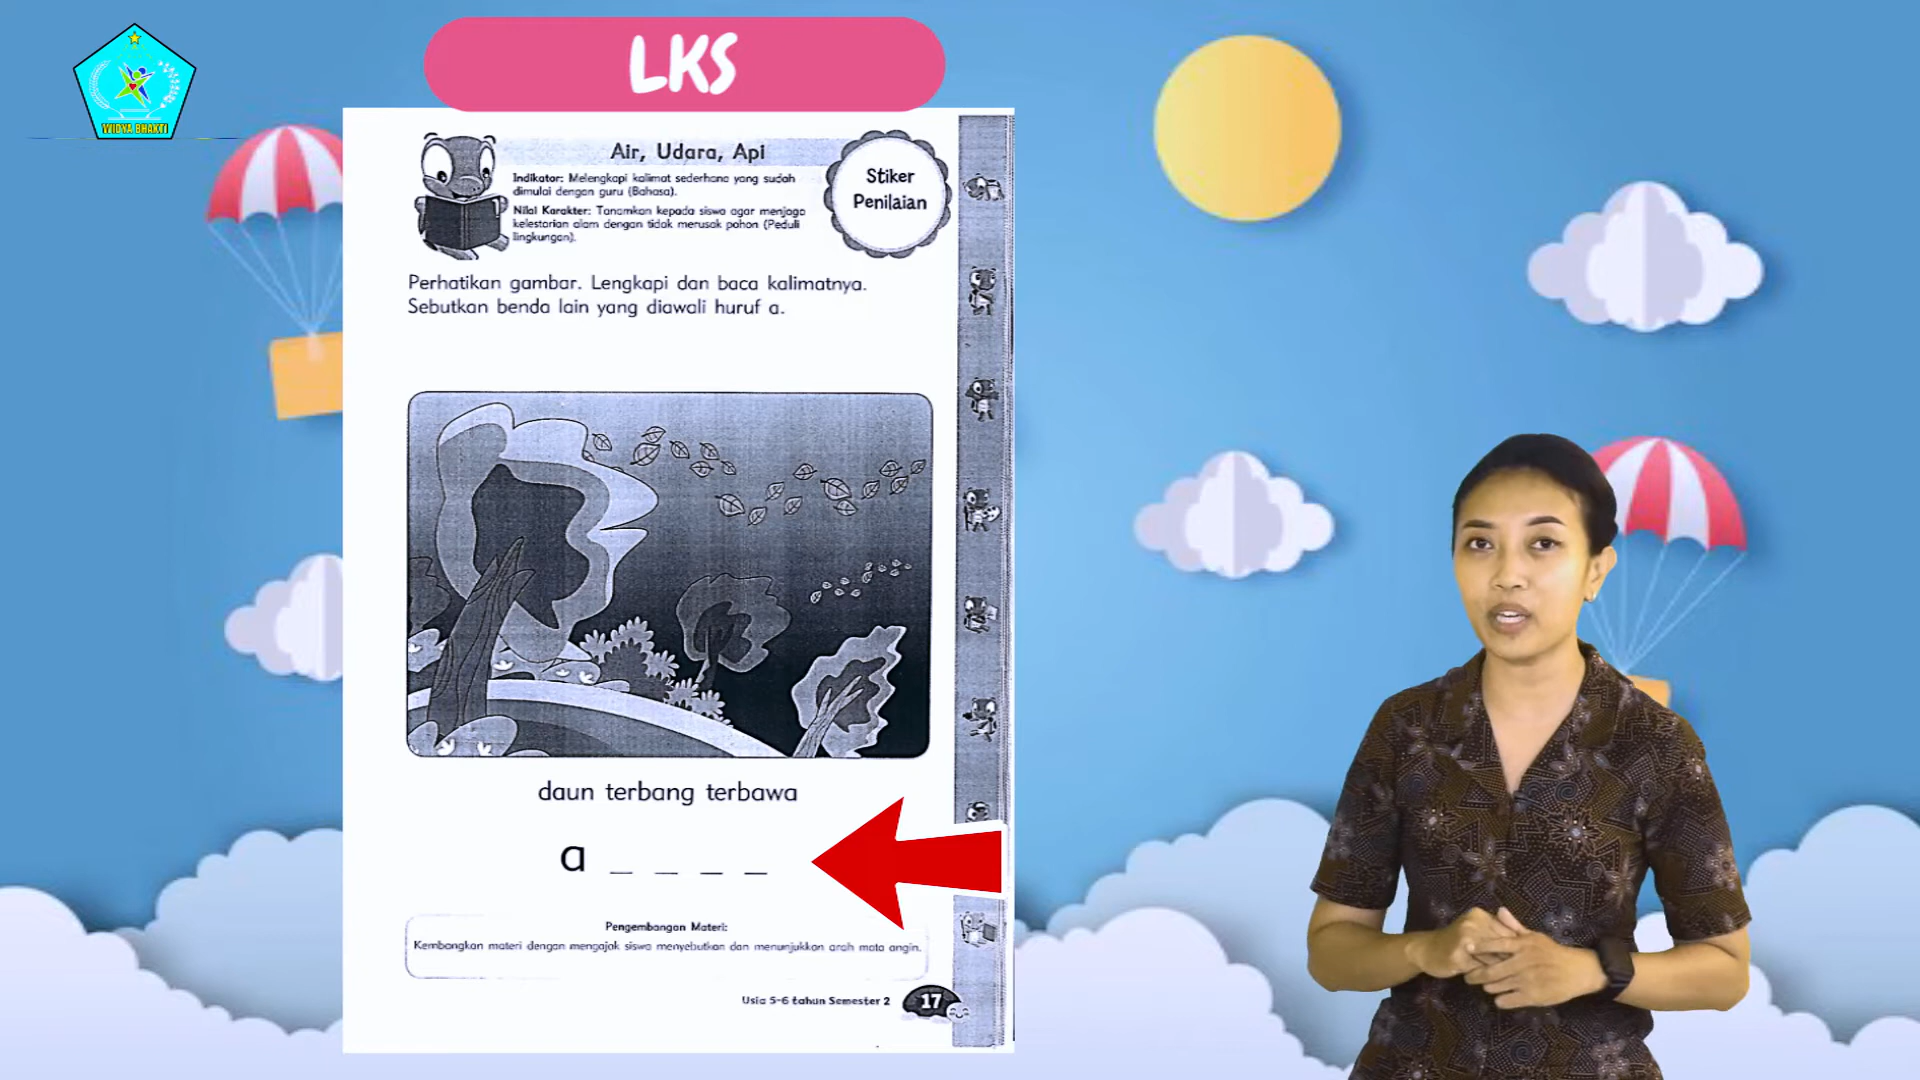 WIDYA BHAKTI
LKS
Air, Udara, Api
Indikator: Melengkapi kalimat sederhana yang sudah
dimulai dengan guru (Bahasa).
Nilai Karakter: Tanamkan kepada siswa agar menjaga
kelestarian alam dengan tidak merusak pohon (Peduli
lingkungan).
Stiker
Penilaian
Perhatikan gambar. Lengkapi dan baca kalimatnya.
Sebutkan benda lain yang diawali huruf a.
daun terbang terbawa
a _ _ _ _
Pengembangan Materi:
Kembangkan materi dengan mengajak siswa menyebutkan dan menunjukkan arah mata angin.
Usia 5-6 tahun Semester 2
17